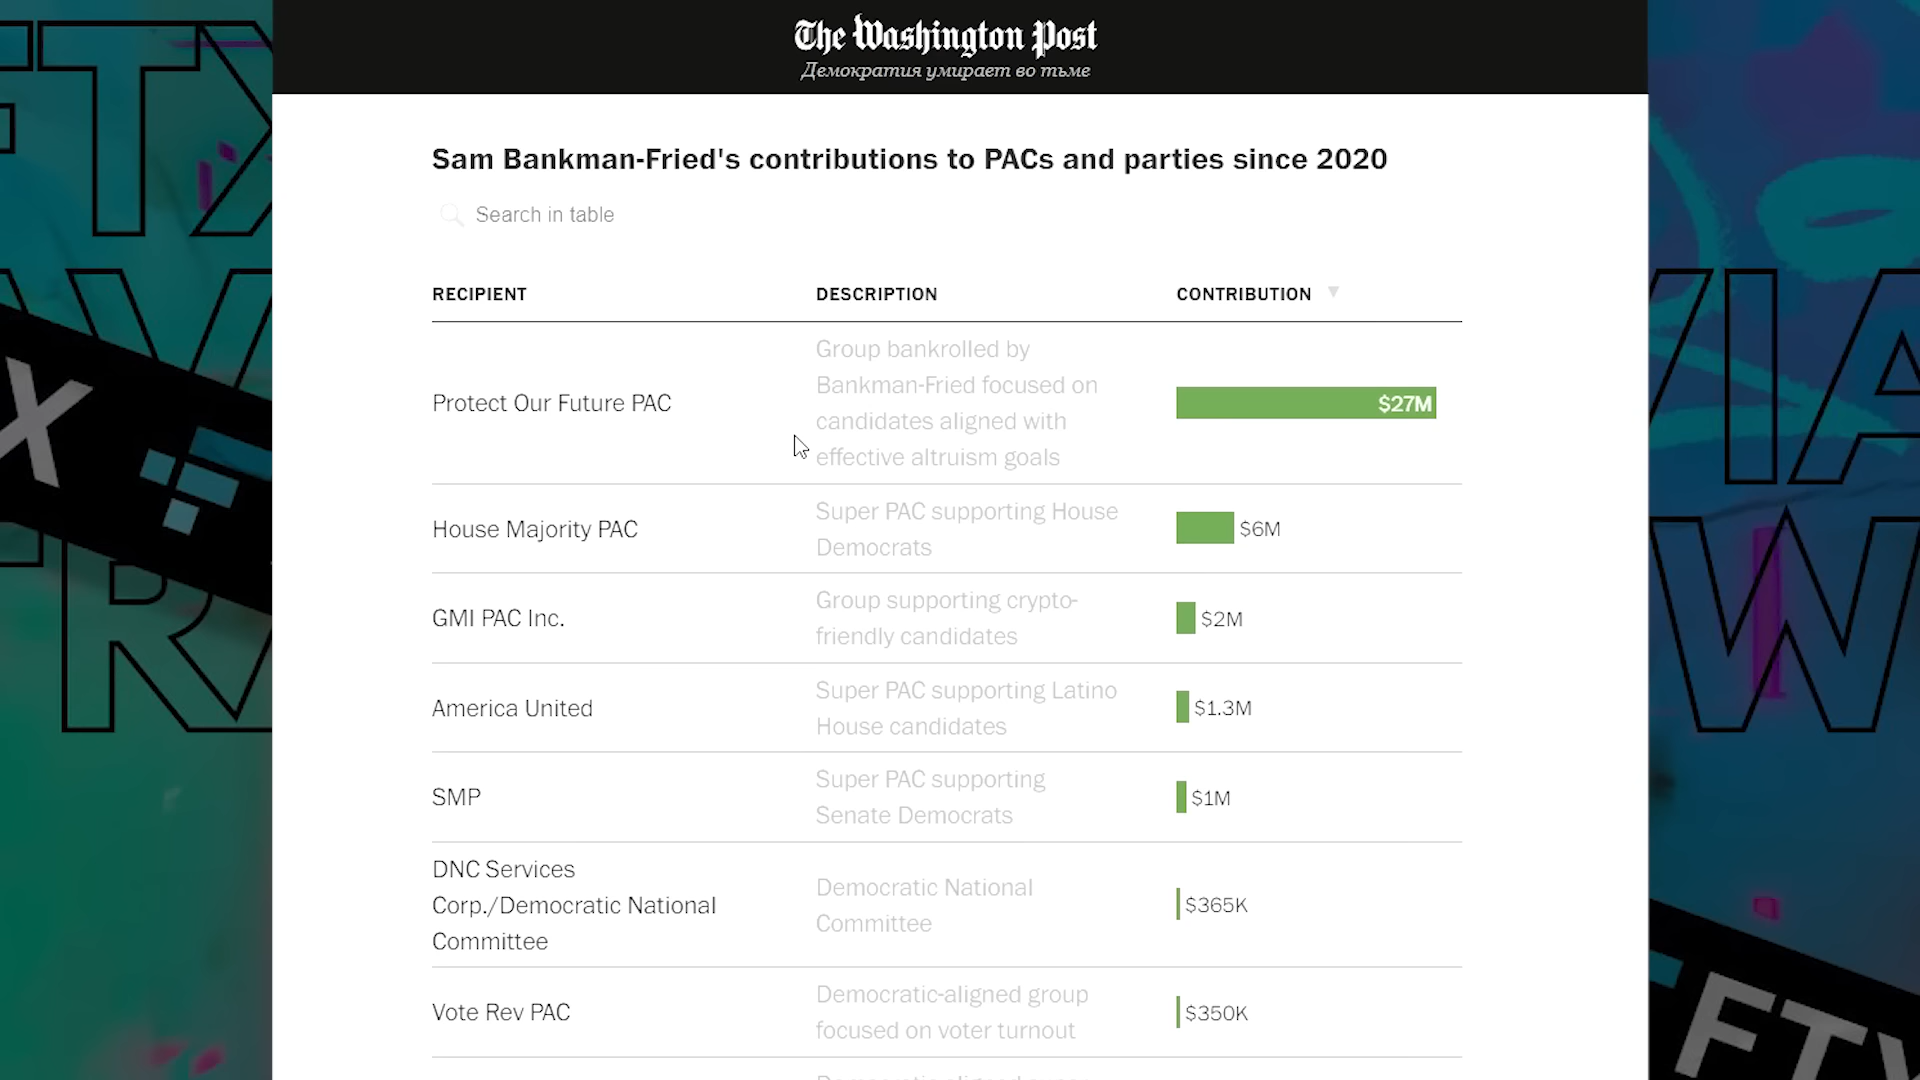 The Washington Post
Демократия умирает во тьме
Sam Bankman-Fried's contributions to PACs and parties since 2020
Search in table
RECIPIENT DESCRIPTION CONTRIBUTION
Group bankrolled by
Bankman-Fried focused on
candidates aligned with
effective altruism goals
Protect Our Future PAC
$27M
House Majority PAC
Super PAC supporting House
Democrats
$6M
GMI PAC Inc.
Group supporting crypto-
friendly candidates
$2M
America United
Super PAC supporting Latino
House candidates
$1.3M
SMP
Super PAC supporting
Senate Democrats
$1M
DNC Services
Corp./Democratic National
Committee
Democratic National
Committee
$365K
Vote Rev PAC
Democratic-aligned group
focused on voter turnout
$350K
FTX